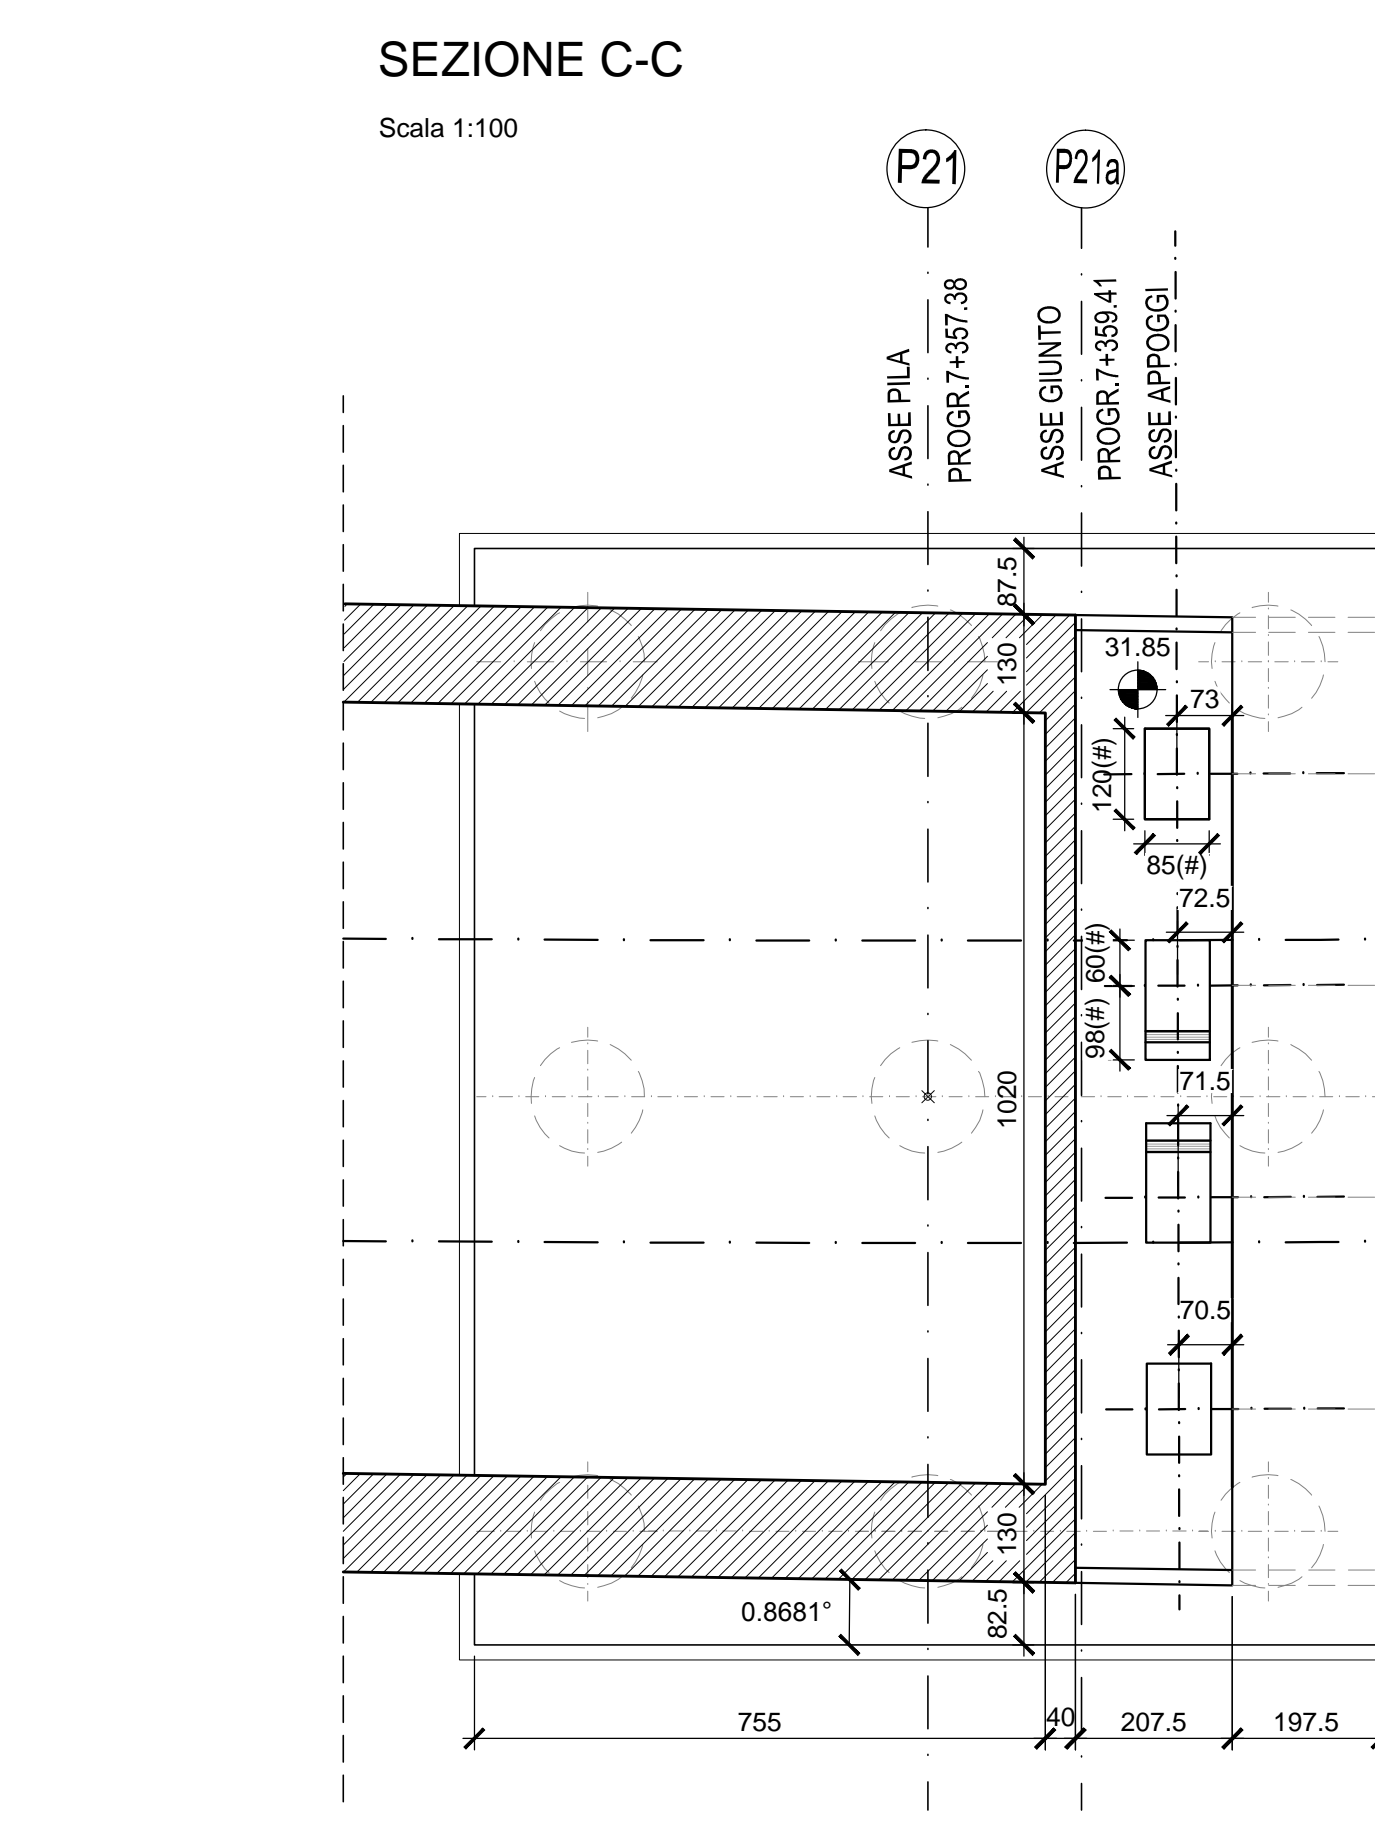 SEZIONE C-C
Scala 1:100
P21
P21a
ASSE PILA
PROGR.7+357.38
ASSE GIUNTO
PROGR.7+359.41
ASSE APPOGGI
87.5
130
31.85
73
120(#)
85(#)
72.5
60(#)
98(#)
71.5
1020
70.5
130
82.5
0.8681°
755
40
207.5
197.5